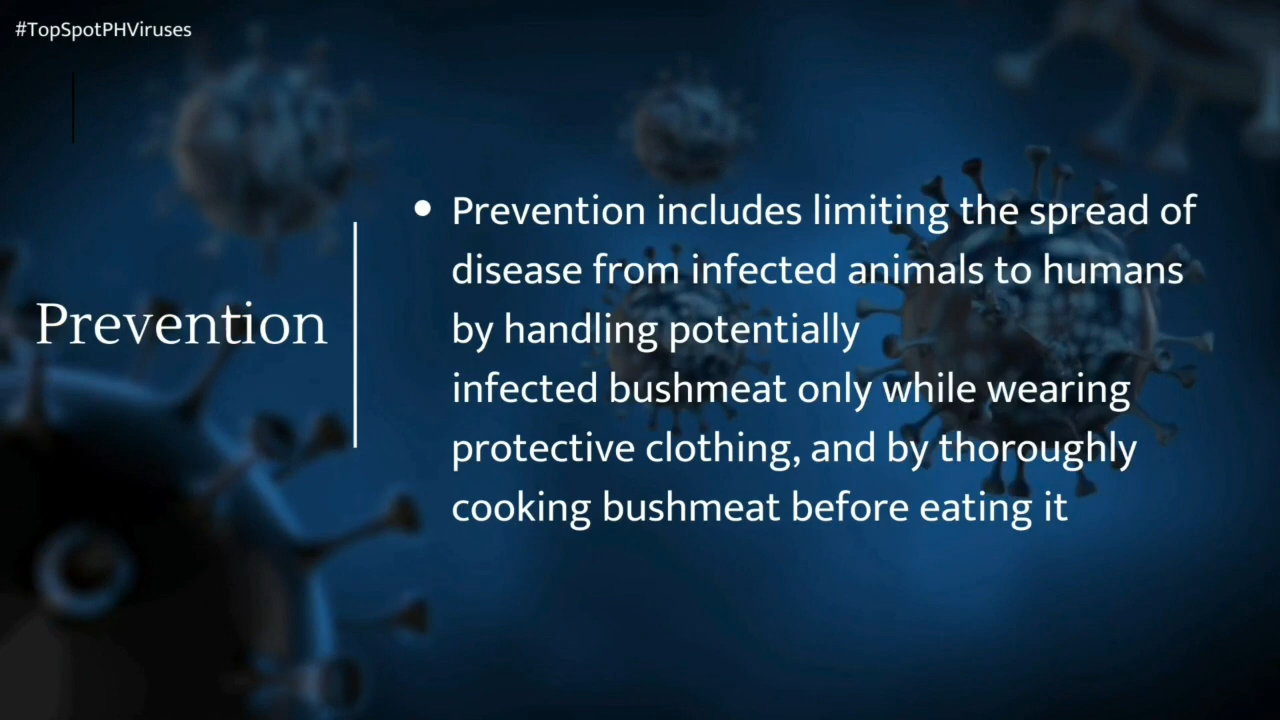 #TopSpotPHViruses
Prevention
• Prevention includes limiting the spread of
disease from infected animals to humans
by handling potentially
infected bushmeat only while wearing
protective clothing, and by thoroughly
cooking bushmeat before eating it